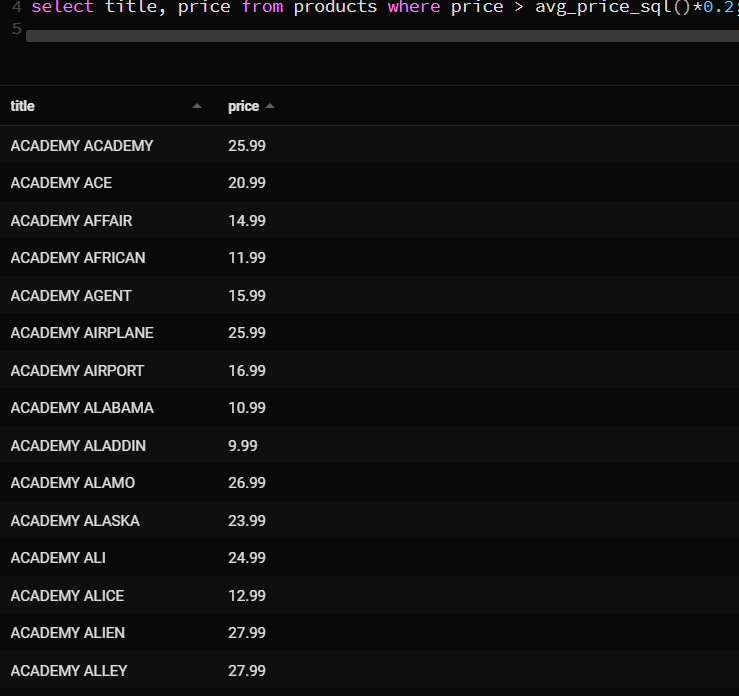 4 select title, price from products where price > avg_price_sql()*0.2;
5
title price
ACADEMY ACADEMY 25.99
ACADEMY ACE 20.99
ACADEMY AFFAIR 14.99
ACADEMY AFRICAN 11.99
ACADEMY AGENT 15.99
ACADEMY AIRPLANE 25.99
ACADEMY AIRPORT 16.99
ACADEMY ALABAMA 10.99
ACADEMY ALADDIN 9.99
ACADEMY ALAMO 26.99
ACADEMY ALASKA 23.99
ACADEMY ALI 24.99
ACADEMY ALICE 12.99
ACADEMY ALIEN 27.99
ACADEMY ALLEY 27.99